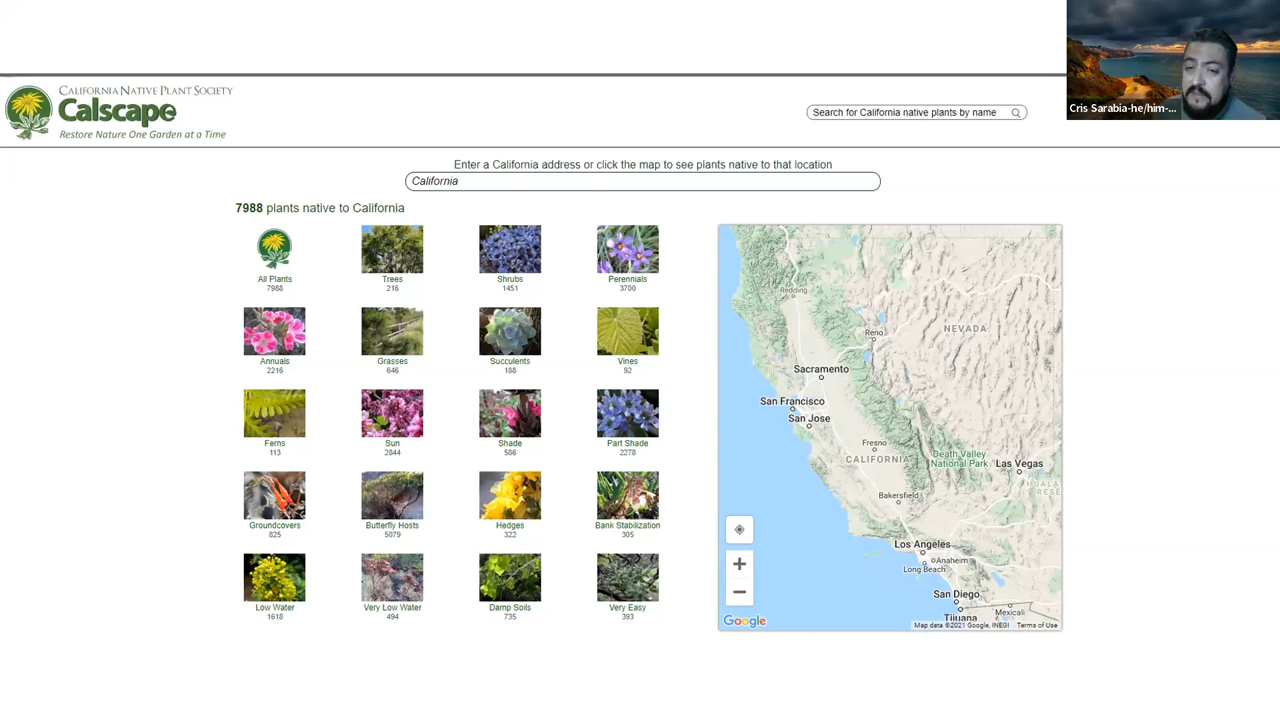 CALIFORNIA NATIVE PLANT SOCIETY
Calscape
Restore Nature One Garden at a Time
Search for California native plants by name
Cris Sarabia-he/him-...
Enter a California address or click the map to see plants native to that location
California
7988 plants native to California
All Plants
7988
Trees
216
Shrubs
1451
Perennials
3700
Annuals
2216
Grasses
646
Succulents
188
Vines
92
Ferns
113
Sun
2844
Shade
586
Part Shade
2278
Groundcovers
825
Butterfly Hosts
5079
Hedges
322
Bank Stabilization
305
Low Water
1618
Very Low Water
494
Damp Soils
735
Very Easy
393
Redding
Reno
NEVADA
Sacramento
San Francisco
San Jose
Fresno
CALIFORNIA
Death Valley
National Park
Las Vegas
Bakersfield
Los Angeles
Anaheim
Long Beach
San Diego
Mexicali
Tijuana
Google
Map data ©2021 Google, INEGI
Terms of Use